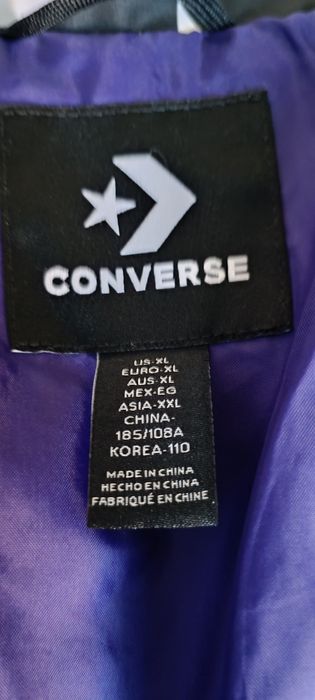 CONVERSE
US-XL
EURO-XL
AUS-XL
MEX-EG
ASIA-XXL
CHINA-
185/108A
KOREA-110
MADE IN CHINA
HECHO EN CHINA
FABRIQUÉ EN CHINE